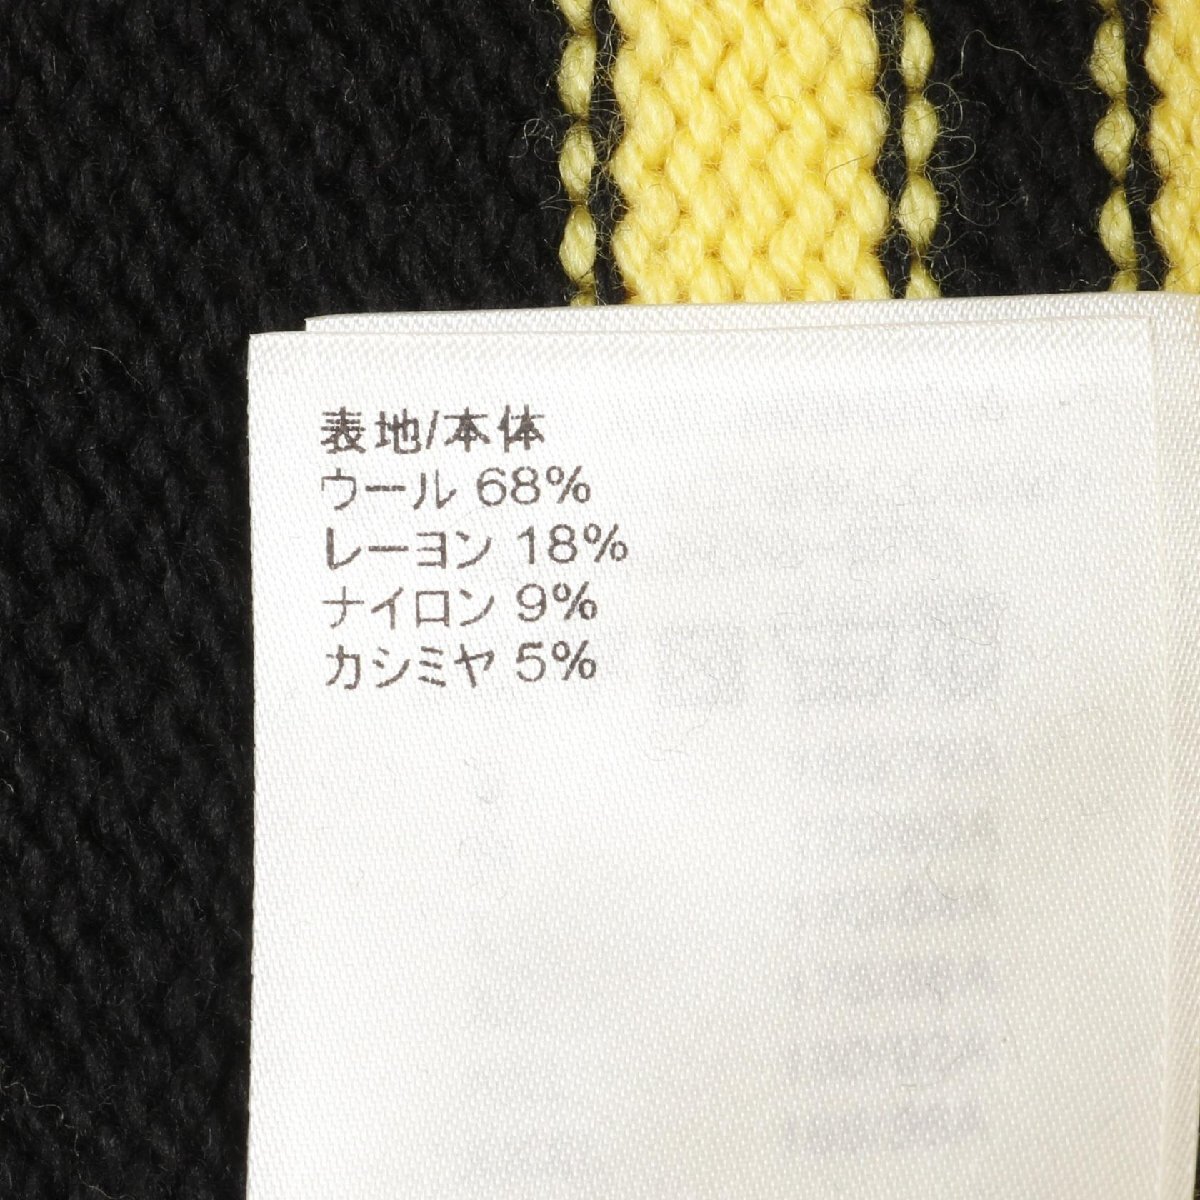 表地/本体
ウール 68%
レーヨン 18%
ナイロン 9%
カシミヤ 5%